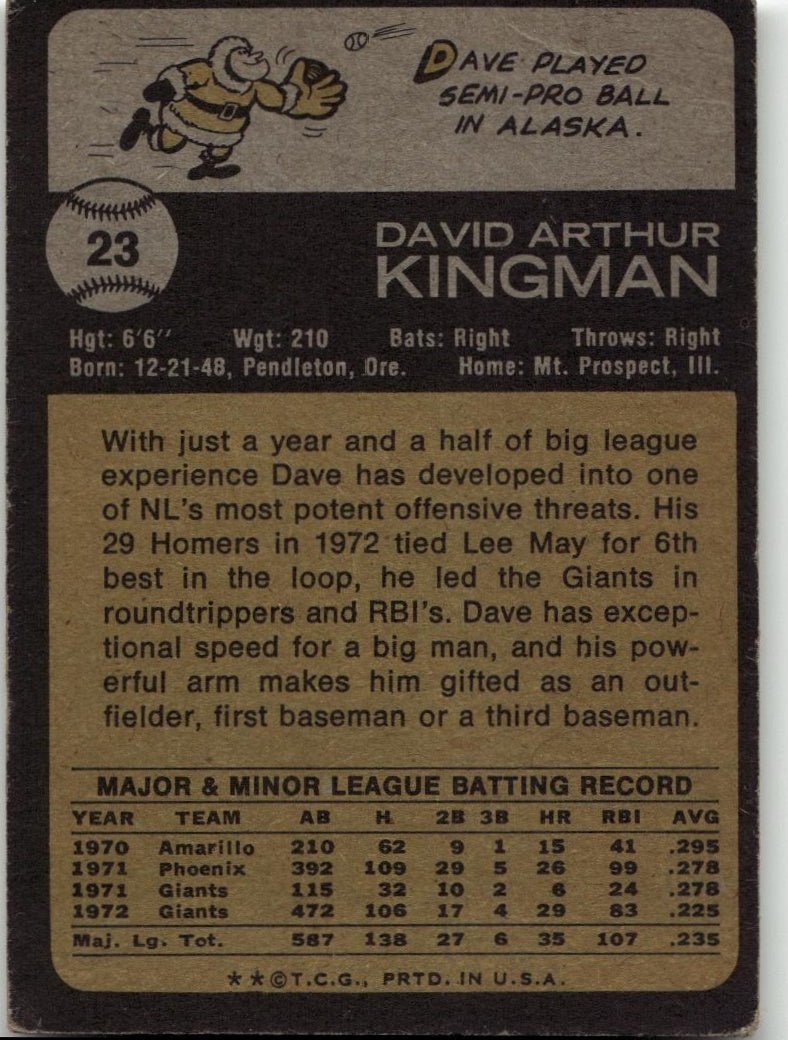 DAVE PLAYED
SEMI-PRO BALL
IN ALASKA.
23
DAVID ARTHUR
KINGMAN
Hgt: 6'6" Wgt: 210 Bats: Right Throws: Right
Born: 12-21-48, Pendleton, Ore. Home: Mt. Prospect, Ill.
With just a year and a half of big league
experience Dave has developed into one
of NL's most potent offensive threats. His
29 Homers in 1972 tied Lee May for 6th
best in the loop, he led the Giants in
roundtrippers and RBI's. Dave has excep-
tional speed for a big man, and his pow-
erful arm makes him gifted as an out-
fielder, first baseman or a third baseman.
MAJOR & MINOR LEAGUE BATTING RECORD
YEAR TEAM AB H 2B 3B HR RBI AVG
1970 Amarillo 210 62 9 1 15 41 .295
1971 Phoenix 392 109 29 5 26 99 .278
1971 Giants 115 32 10 2 6 24 .278
1972 Giants 472 106 17 4 29 83 .225
Maj. Lg. Tot. 587 138 27 6 35 107 .235
**©T.C.G., PRTD. IN U.S.A.